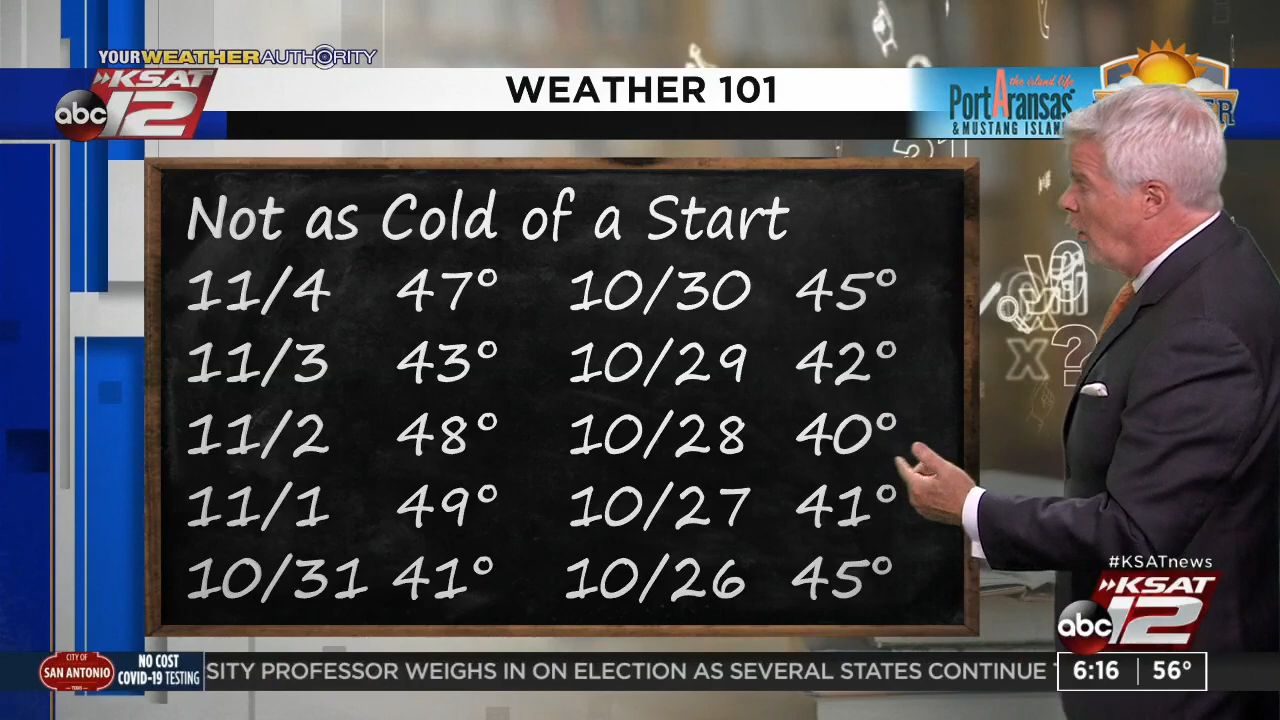 YOURWEATHERAUTHORITY
KSAT
abc 12
WEATHER 101
the island life
Port Aransas
& MUSTANG ISLAND
Not as Cold of a Start
11/4 47° 10/30 45°
11/3 43° 10/29 42°
11/2 48° 10/28 40°
11/1 49° 10/27 41°
10/31 41° 10/26 45°
#KSATnews
KSAT
abc 12
CITY OF
SAN ANTONIO
TEXAS
NO COST
COVID-19 TESTING
SITY PROFESSOR WEIGHS IN ON ELECTION AS SEVERAL STATES CONTINUE
6:16 56°